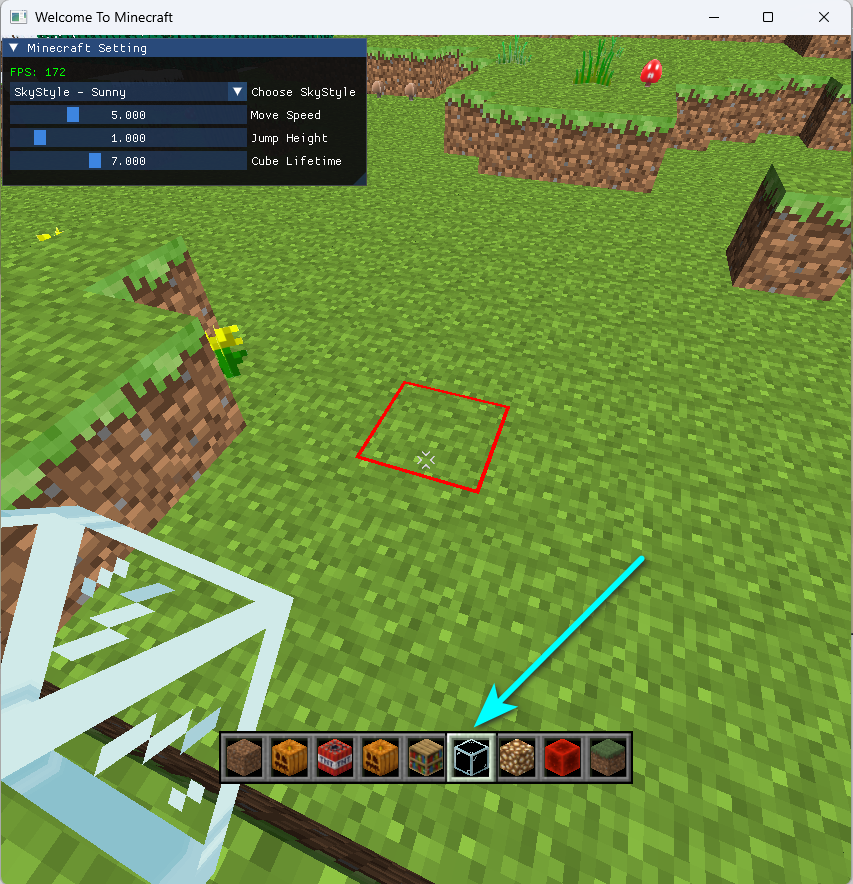 Welcome To Minecraft
Minecraft Setting
FPS: 172
SkyStyle - Sunny Choose SkyStyle
5.000 Move Speed
1.000 Jump Height
7.000 Cube Lifetime
TNT